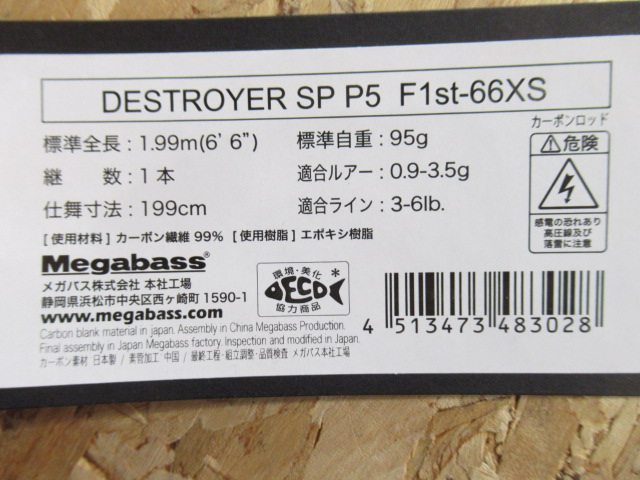 DESTROYER SP P5 F1st-66XS
標準全長：1.99m(6' 6")
標準自重：95g
継　　数：1本
適合ルアー：0.9-3.5g
仕舞寸法：199cm
適合ライン：3-6lb.
[使用材料] カーボン繊維 99% [使用樹脂] エポキシ樹脂
カーボンロッド
⚠危険
感電の恐れあり
高圧線及び
落雷に注意
Megabass®
メガバス株式会社 本社工場
静岡県浜松市中央区西ヶ崎町1590-1
www.megabass.com
環境・美化
ECO
協力商品
*
4 513473 483028
Carbon blank material in japan. Assembly in China Megabass Production.
Final assembly in Japan Megabass factory. Inspection and modified in Japan.
カーボン素材 日本製 / 素管加工 中国 / 最終工程・組立調整・品質検査 メガバス本社工場